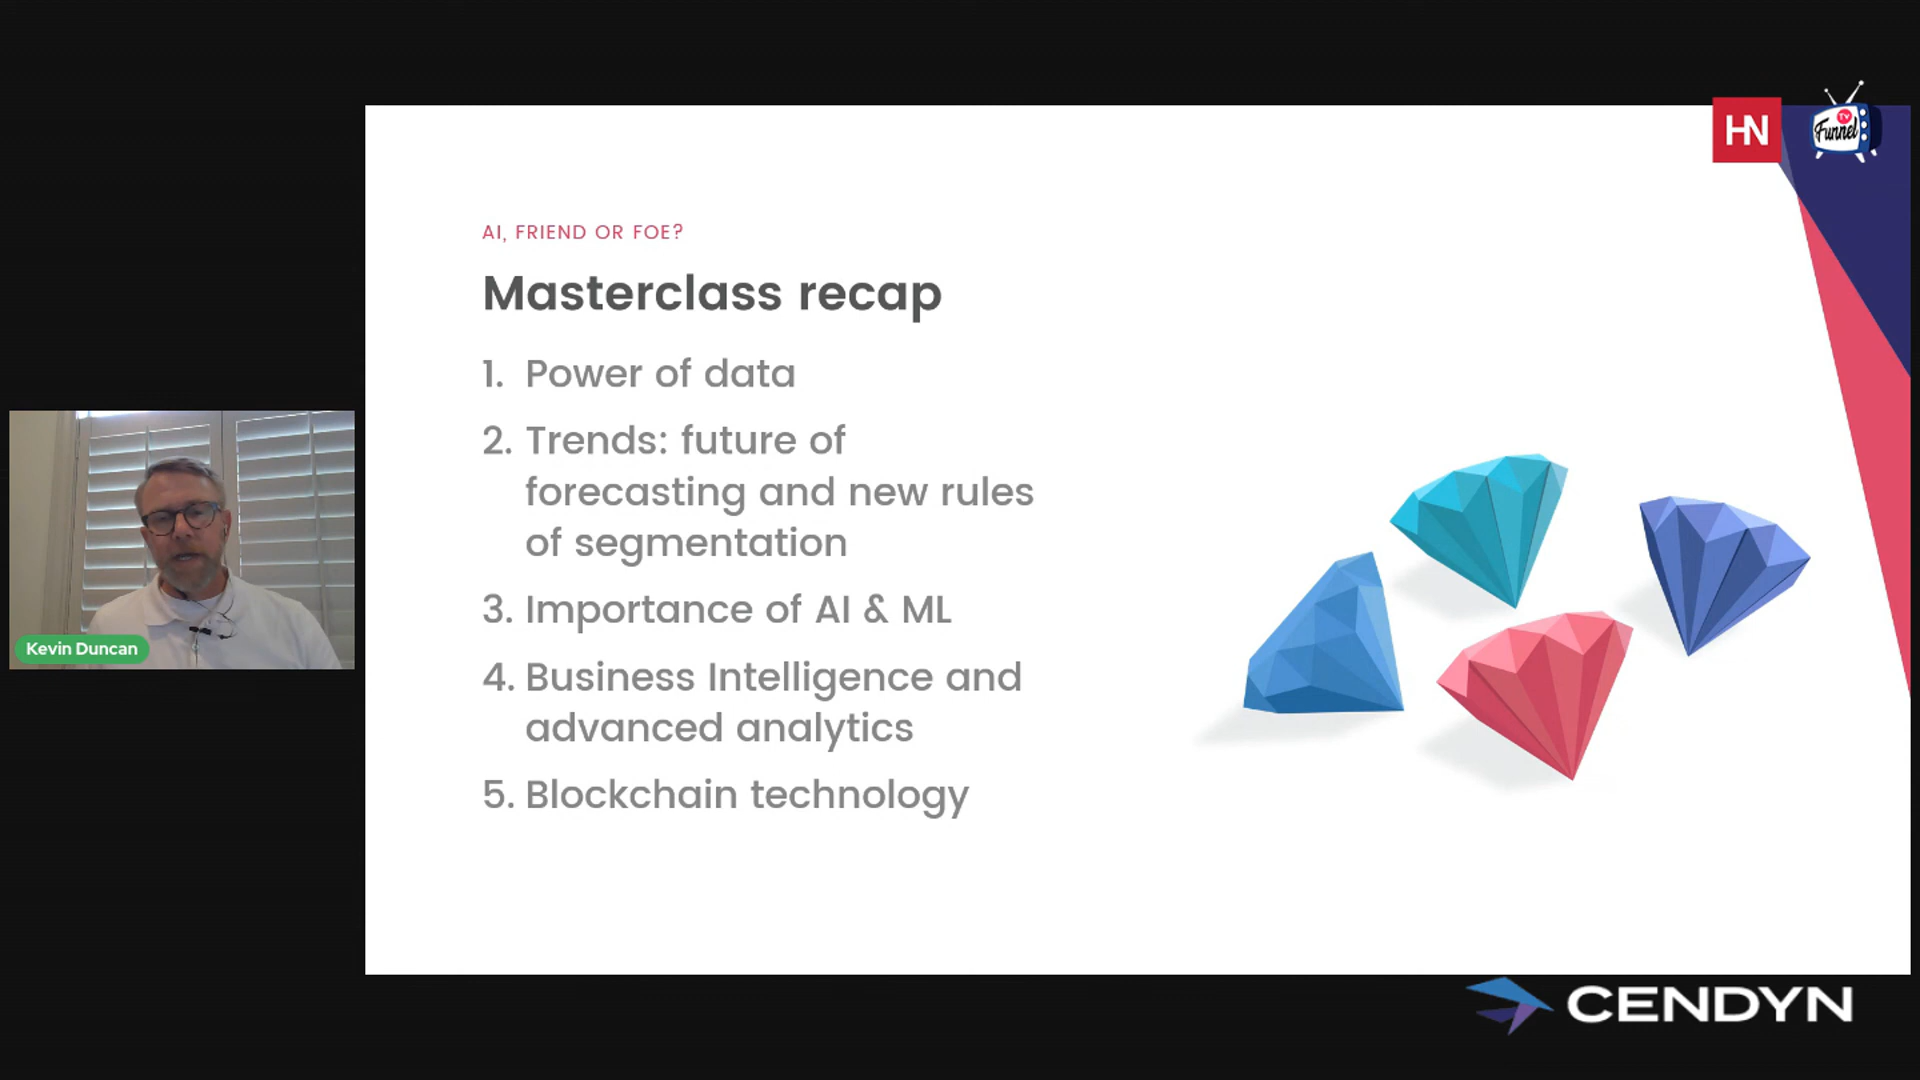 HN
TV
Funnel
AI, FRIEND OR FOE?
Masterclass recap
1. Power of data
2. Trends: future of
forecasting and new rules
of segmentation
3. Importance of AI & ML
4. Business Intelligence and
advanced analytics
5. Blockchain technology
Kevin Duncan
CENDYN